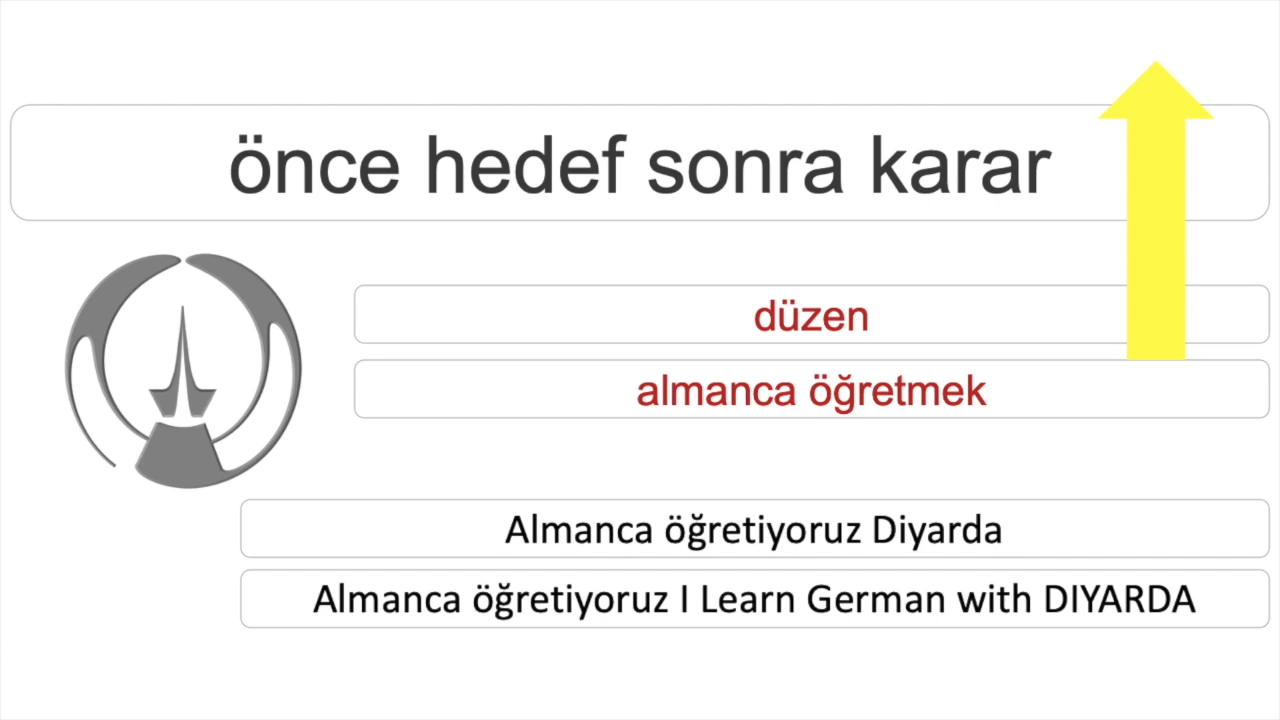 önce hedef sonra karar
düzen
almanca öğretmek
Almanca öğretiyoruz Diyarda
Almanca öğretiyoruz I Learn German with DIYARDA